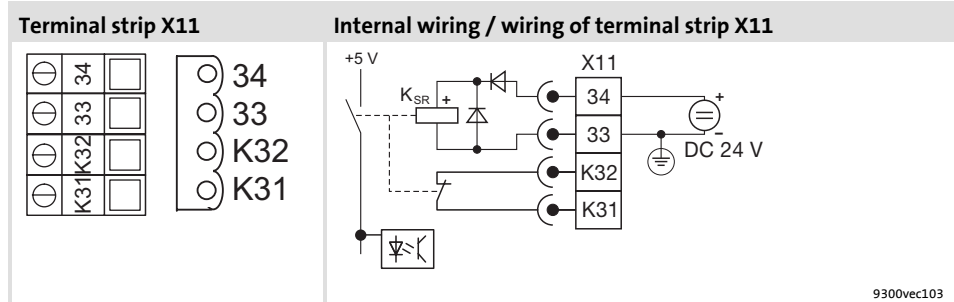 Terminal strip X11
Internal wiring / wiring of terminal strip X11
34
33
K32
K31
34
33
K32
K31
+5 V
KSR
+
X11
34
33
K32
K31
+
−
DC 24 V
9300vec103